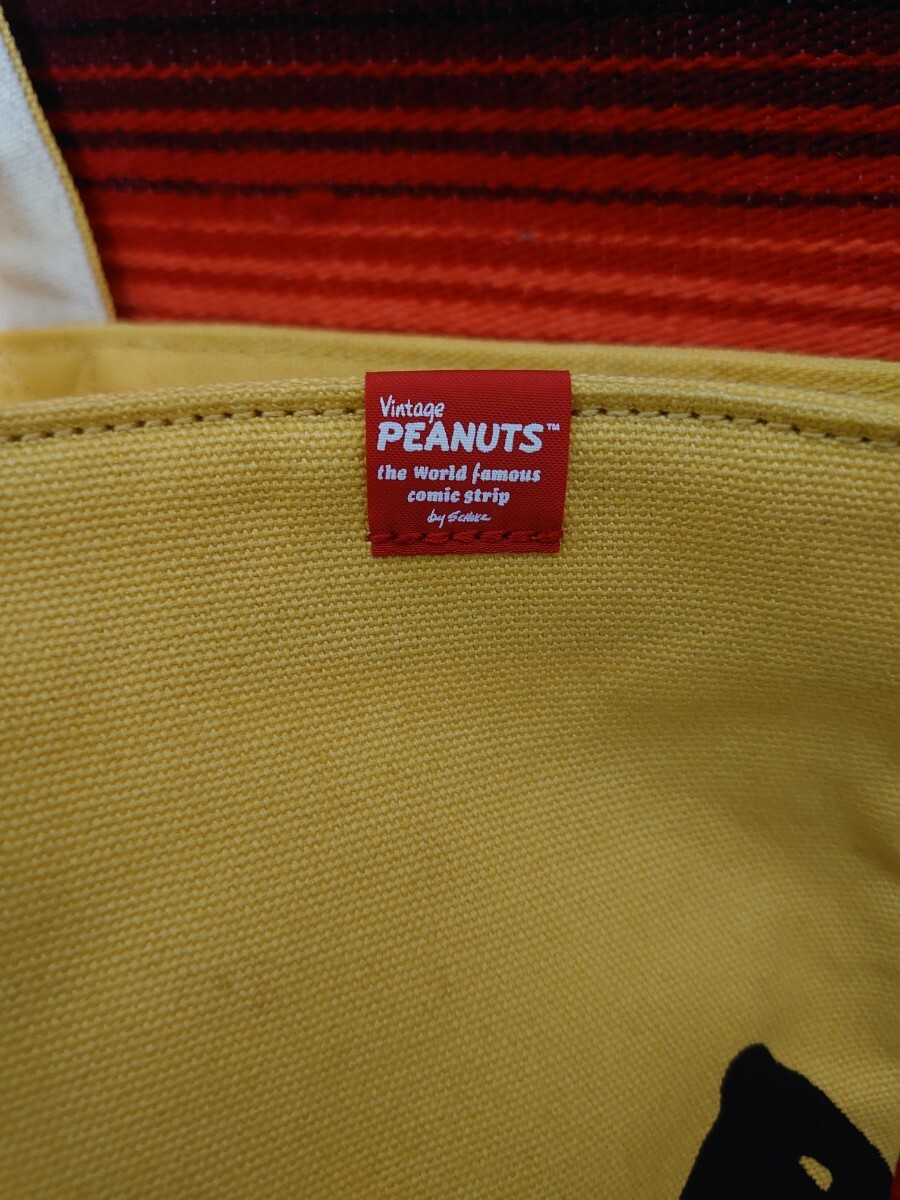 Vintage
PEANUTS™
the World famous
comic strip
by SCHULZ